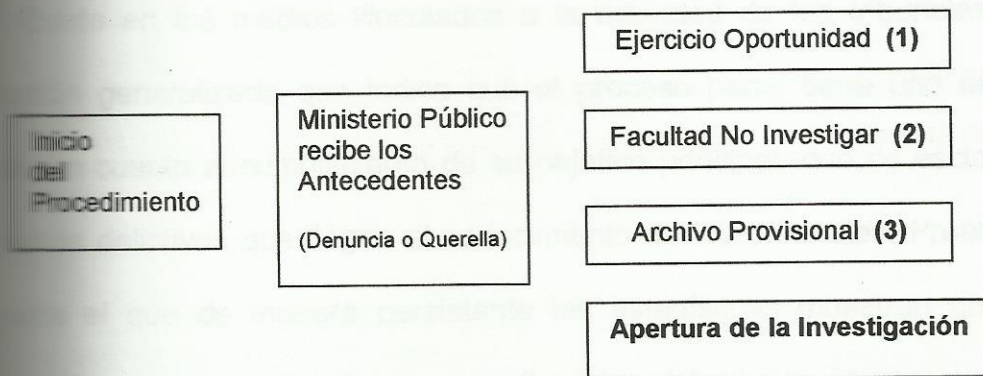 Inicio
del
Procedimiento
Ministerio Público
recibe los
Antecedentes
(Denuncia o Querella)
Ejercicio Oportunidad (1)
Facultad No Investigar (2)
Archivo Provisional (3)
Apertura de la Investigación